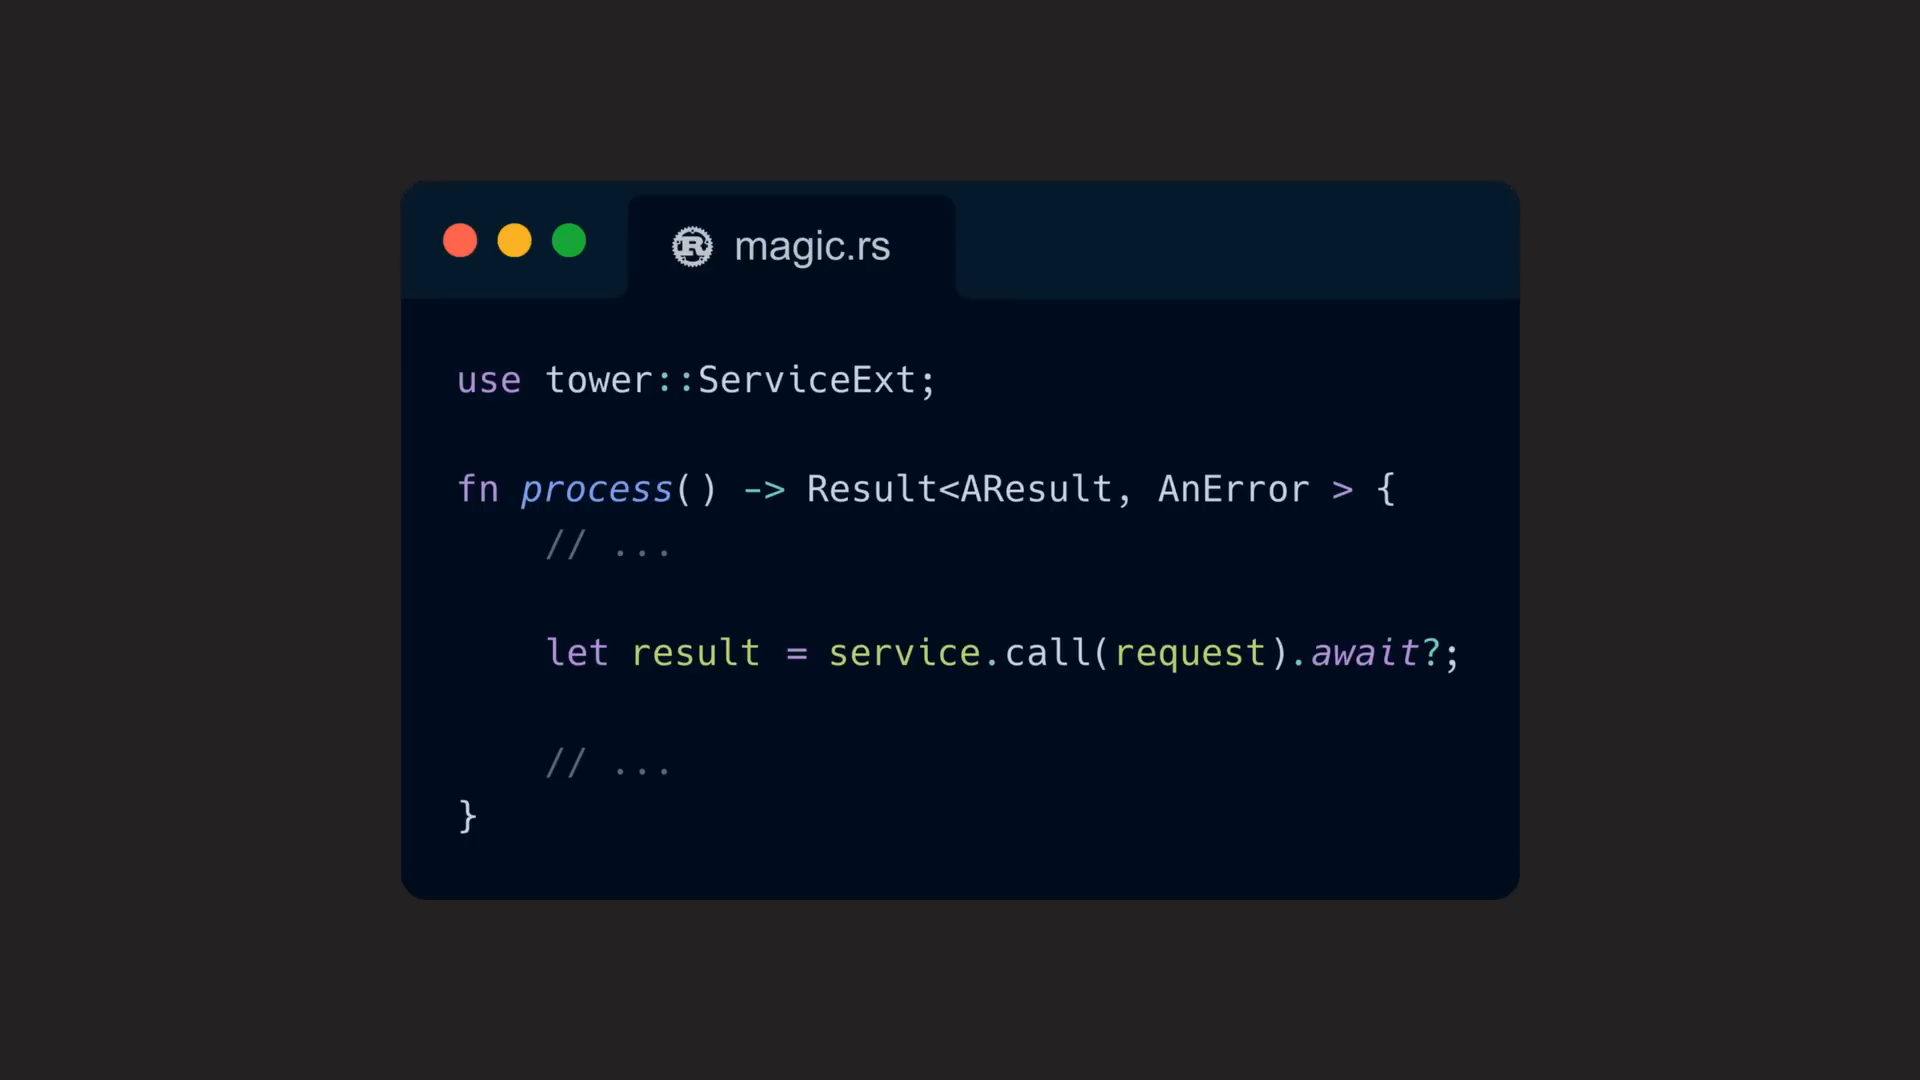 magic.rs
use tower::ServiceExt;
fn process() -> Result<AResult, AnError > {
// ...
let result = service.call(request).await?;
// ...
}